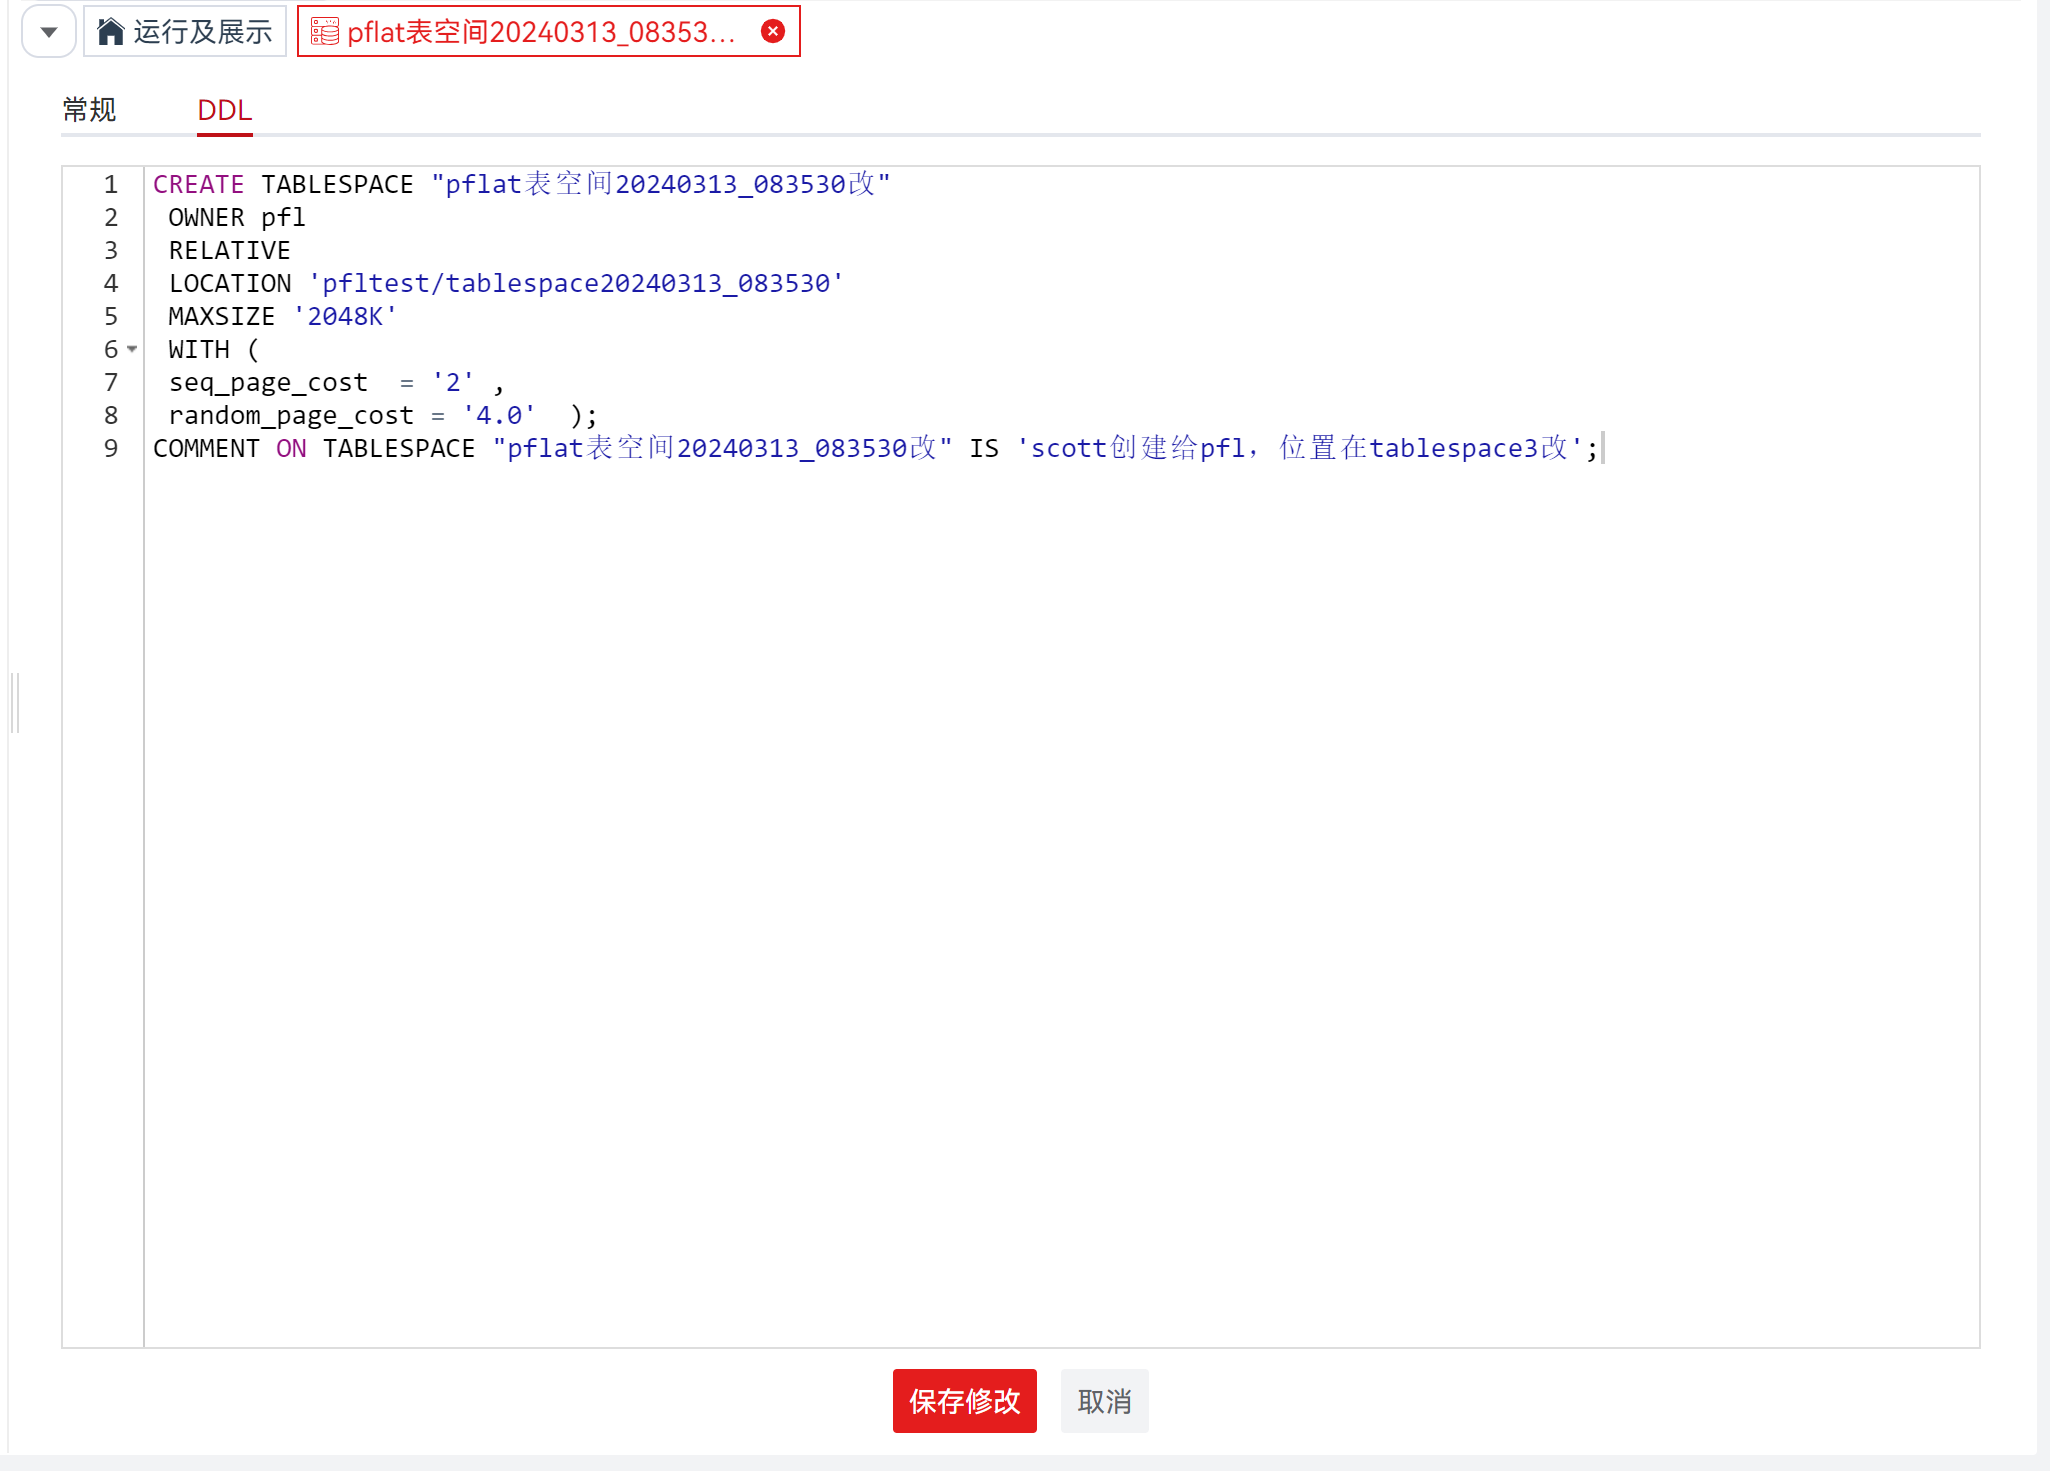 运行及展示 pflat表空间20240313_08353...
常规 DDL
1 CREATE TABLESPACE "pflat表空间20240313_083530改"
2 OWNER pfl
3 RELATIVE
4 LOCATION 'pfltest/tablespace20240313_083530'
5 MAXSIZE '2048K'
6 WITH (
7 seq_page_cost  = '2' ,
8 random_page_cost = '4.0'  );
9 COMMENT ON TABLESPACE "pflat表空间20240313_083530改" IS 'scott创建给pfl，位置在tablespace3改';
保存修改 取消